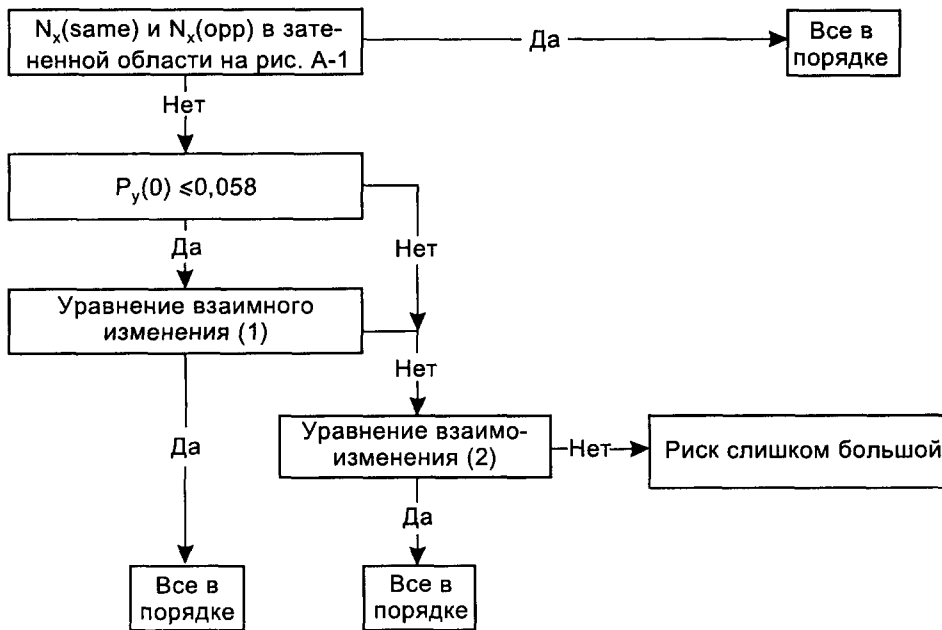 Nₓ(same) и Nₓ(opp) в зате-
ненной области на рис. А-1
Да
Все в
порядке
Нет
Pᵧ(0) ⩽0,058
Да
Нет
Уравнение взаимного
изменения (1)
Нет
Да
Уравнение взаимо-
изменения (2)
Нет
Риск слишком большой
Да
Все в
порядке
Все в
порядке